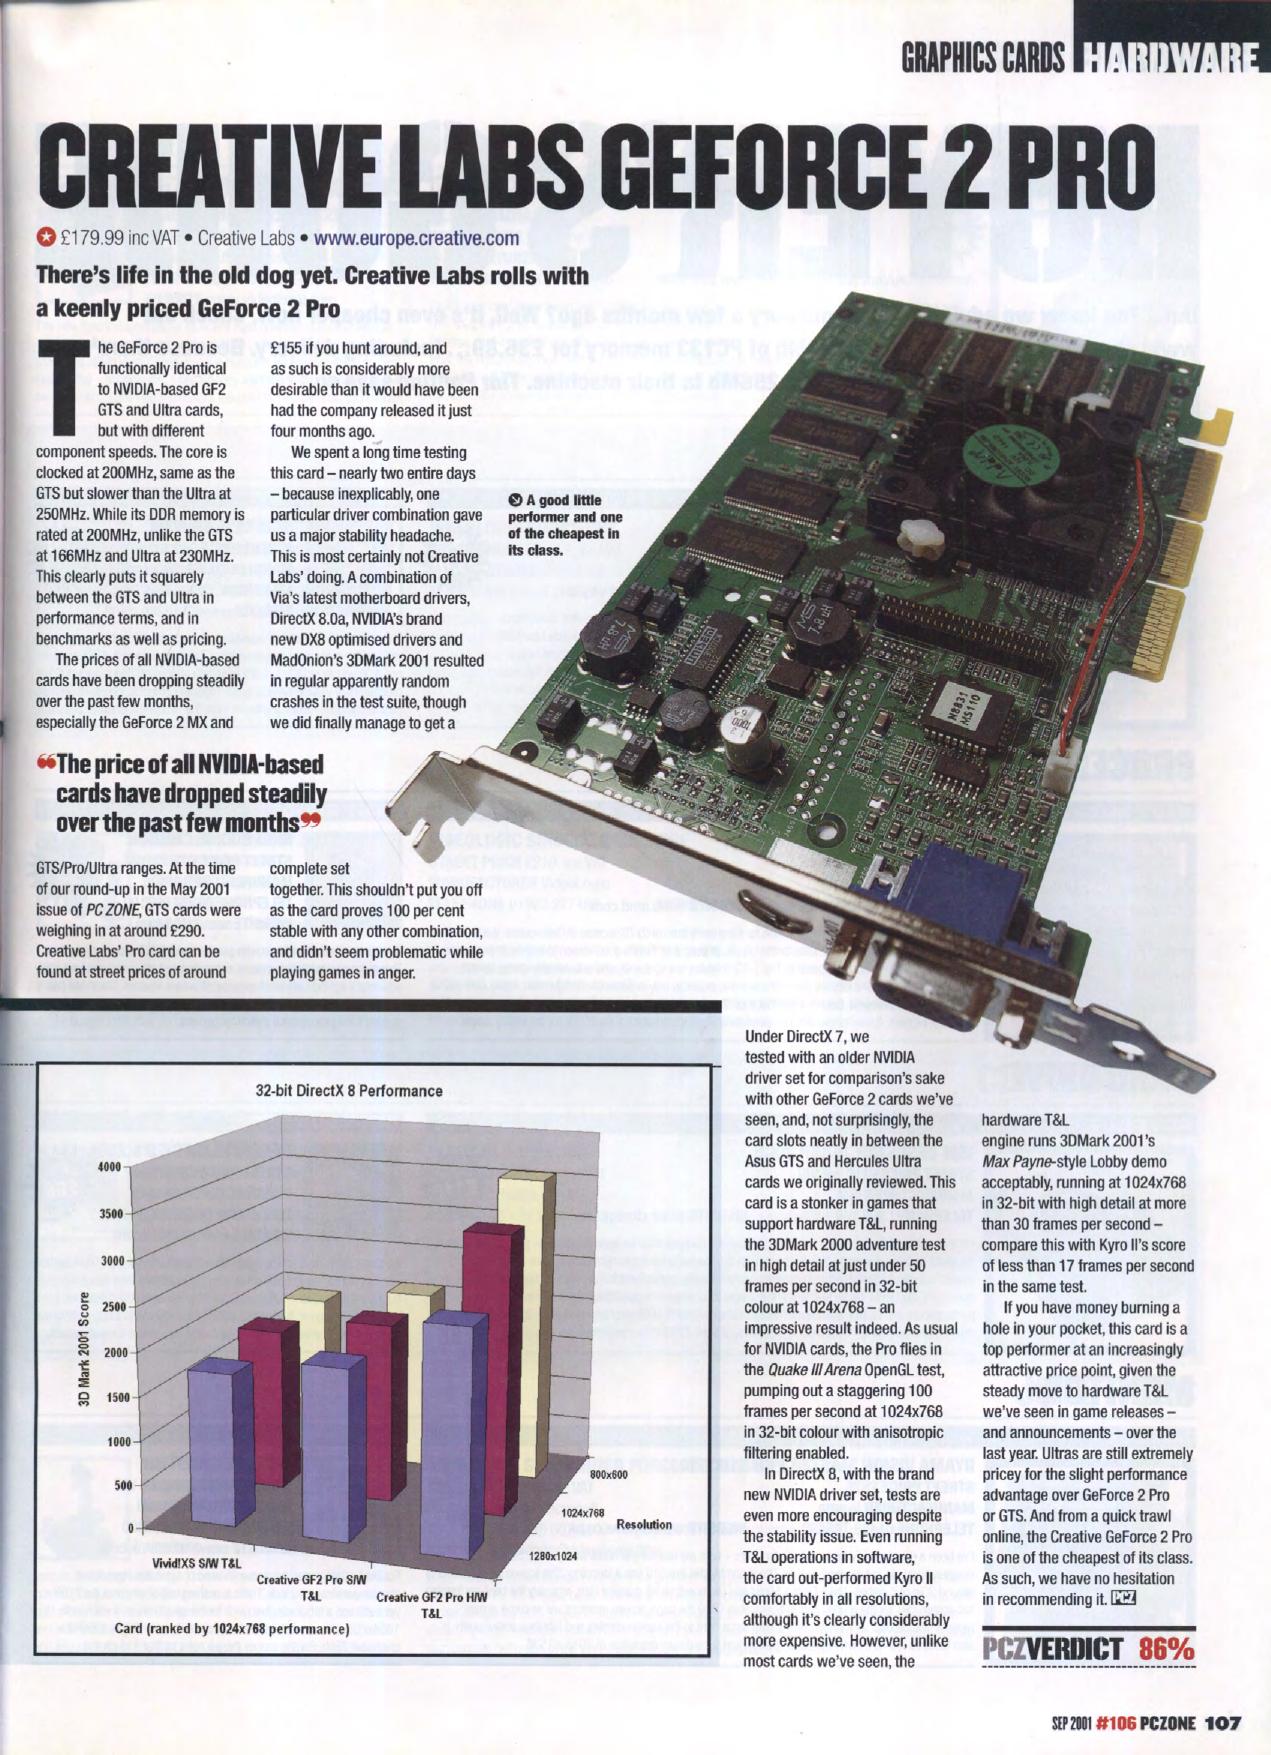 GRAPHICS CARDS HARDWARE
CREATIVE LABS GEFORCE 2 PRO
£179.99 inc VAT • Creative Labs • www.europe.creative.com
There's life in the old dog yet. Creative Labs rolls with
a keenly priced GeForce 2 Pro
The GeForce 2 Pro is
functionally identical
to NVIDIA-based GF2
GTS and Ultra cards,
but with different
component speeds. The core is
clocked at 200MHz, same as the
GTS but slower than the Ultra at
250MHz. While its DDR memory is
rated at 200MHz, unlike the GTS
at 166MHz and Ultra at 230MHz.
This clearly puts it squarely
between the GTS and Ultra in
performance terms, and in
benchmarks as well as pricing.
The prices of all NVIDIA-based
cards have been dropping steadily
over the past few months,
especially the GeForce 2 MX and
“The price of all NVIDIA-based
cards have dropped steadily
over the past few months”
GTS/Pro/Ultra ranges. At the time
of our round-up in the May 2001
issue of PC ZONE, GTS cards were
weighing in at around £290.
Creative Labs' Pro card can be
found at street prices of around
£155 if you hunt around, and
as such is considerably more
desirable than it would have been
had the company released it just
four months ago.
We spent a long time testing
this card – nearly two entire days
– because inexplicably, one
particular driver combination gave
us a major stability headache.
This is most certainly not Creative
Labs' doing. A combination of
Via's latest motherboard drivers,
DirectX 8.0a, NVIDIA's brand
new DX8 optimised drivers and
MadOnion's 3DMark 2001 resulted
in regular apparently random
crashes in the test suite, though
we did finally manage to get a
complete set
together. This shouldn't put you off
as the card proves 100 per cent
stable with any other combination,
and didn't seem problematic while
playing games in anger.
A good little
performer and one
of the cheapest in
its class.
N8831
MS110
32-bit DirectX 8 Performance
3D Mark 2001 Score
4000
3500
3000
2500
2000
1500
1000
500
0
800x600
1024x768
Resolution
1280x1024
Vivid!XS S/W T&L
Creative GF2 Pro S/W
T&L
Creative GF2 Pro H/W
T&L
Card (ranked by 1024x768 performance)
Under DirectX 7, we
tested with an older NVIDIA
driver set for comparison's sake
with other GeForce 2 cards we've
seen, and, not surprisingly, the
card slots neatly in between the
Asus GTS and Hercules Ultra
cards we originally reviewed. This
card is a stonker in games that
support hardware T&L, running
the 3DMark 2000 adventure test
in high detail at just under 50
frames per second in 32-bit
colour at 1024x768 – an
impressive result indeed. As usual
for NVIDIA cards, the Pro flies in
the Quake III Arena OpenGL test,
pumping out a staggering 100
frames per second at 1024x768
in 32-bit colour with anisotropic
filtering enabled.
In DirectX 8, with the brand
new NVIDIA driver set, tests are
even more encouraging despite
the stability issue. Even running
T&L operations in software,
the card out-performed Kyro II
comfortably in all resolutions,
although it's clearly considerably
more expensive. However, unlike
most cards we've seen, the
hardware T&L
engine runs 3DMark 2001's
Max Payne-style Lobby demo
acceptably, running at 1024x768
in 32-bit with high detail at more
than 30 frames per second –
compare this with Kyro II's score
of less than 17 frames per second
in the same test.
If you have money burning a
hole in your pocket, this card is a
top performer at an increasingly
attractive price point, given the
steady move to hardware T&L
we've seen in game releases –
and announcements – over the
last year. Ultras are still extremely
pricey for the slight performance
advantage over GeForce 2 Pro
or GTS. And from a quick trawl
online, the Creative GeForce 2 Pro
is one of the cheapest of its class.
As such, we have no hesitation
in recommending it. PCZ
PCZVERDICT 86%
SEP 2001 #106 PCZONE 107